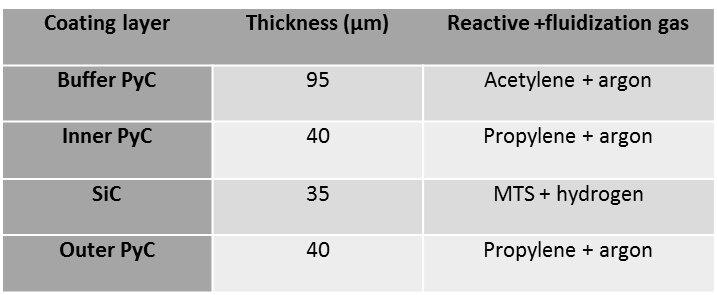 Coating layer Thickness (μm) Reactive +fluidization gas
Buffer PyC 95 Acetylene + argon
Inner PyC 40 Propylene + argon
SiC 35 MTS + hydrogen
Outer PyC 40 Propylene + argon